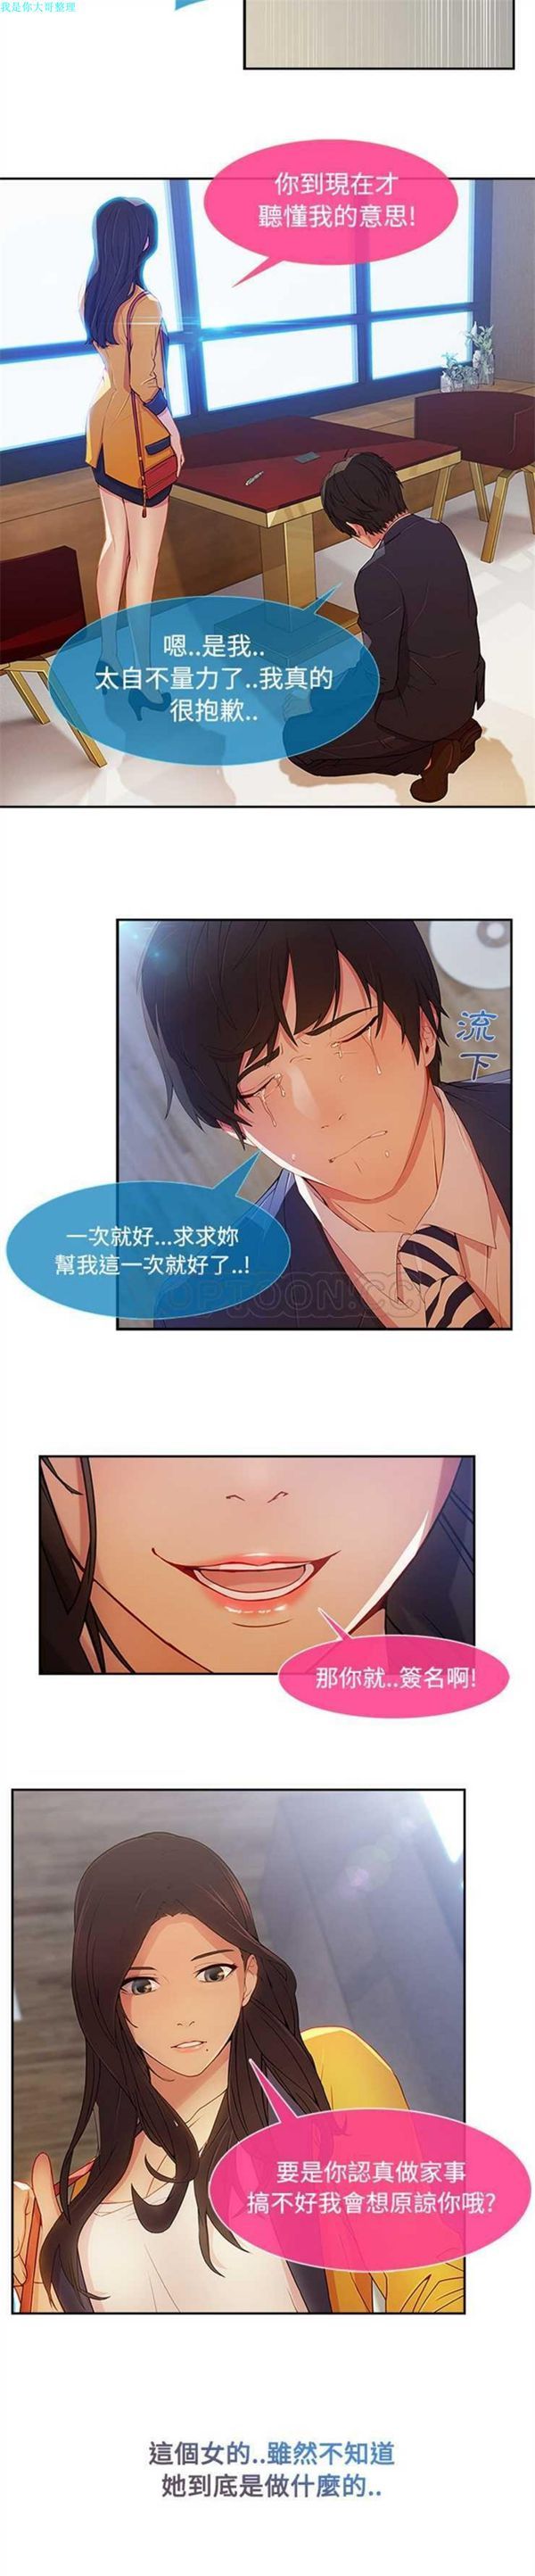 我是你大哥整理
你到現在才
聽懂我的意思!
嗯..是我..
太自不量力了..我真的
很抱歉..
流
下
一次就好...求求妳
幫我這一次就好了..!
TOPTOON.CC
那你就..簽名啊!
要是你認真做家事
搞不好我會想原諒你哦?
這個女的..雖然不知道
她到底是做什麼的..